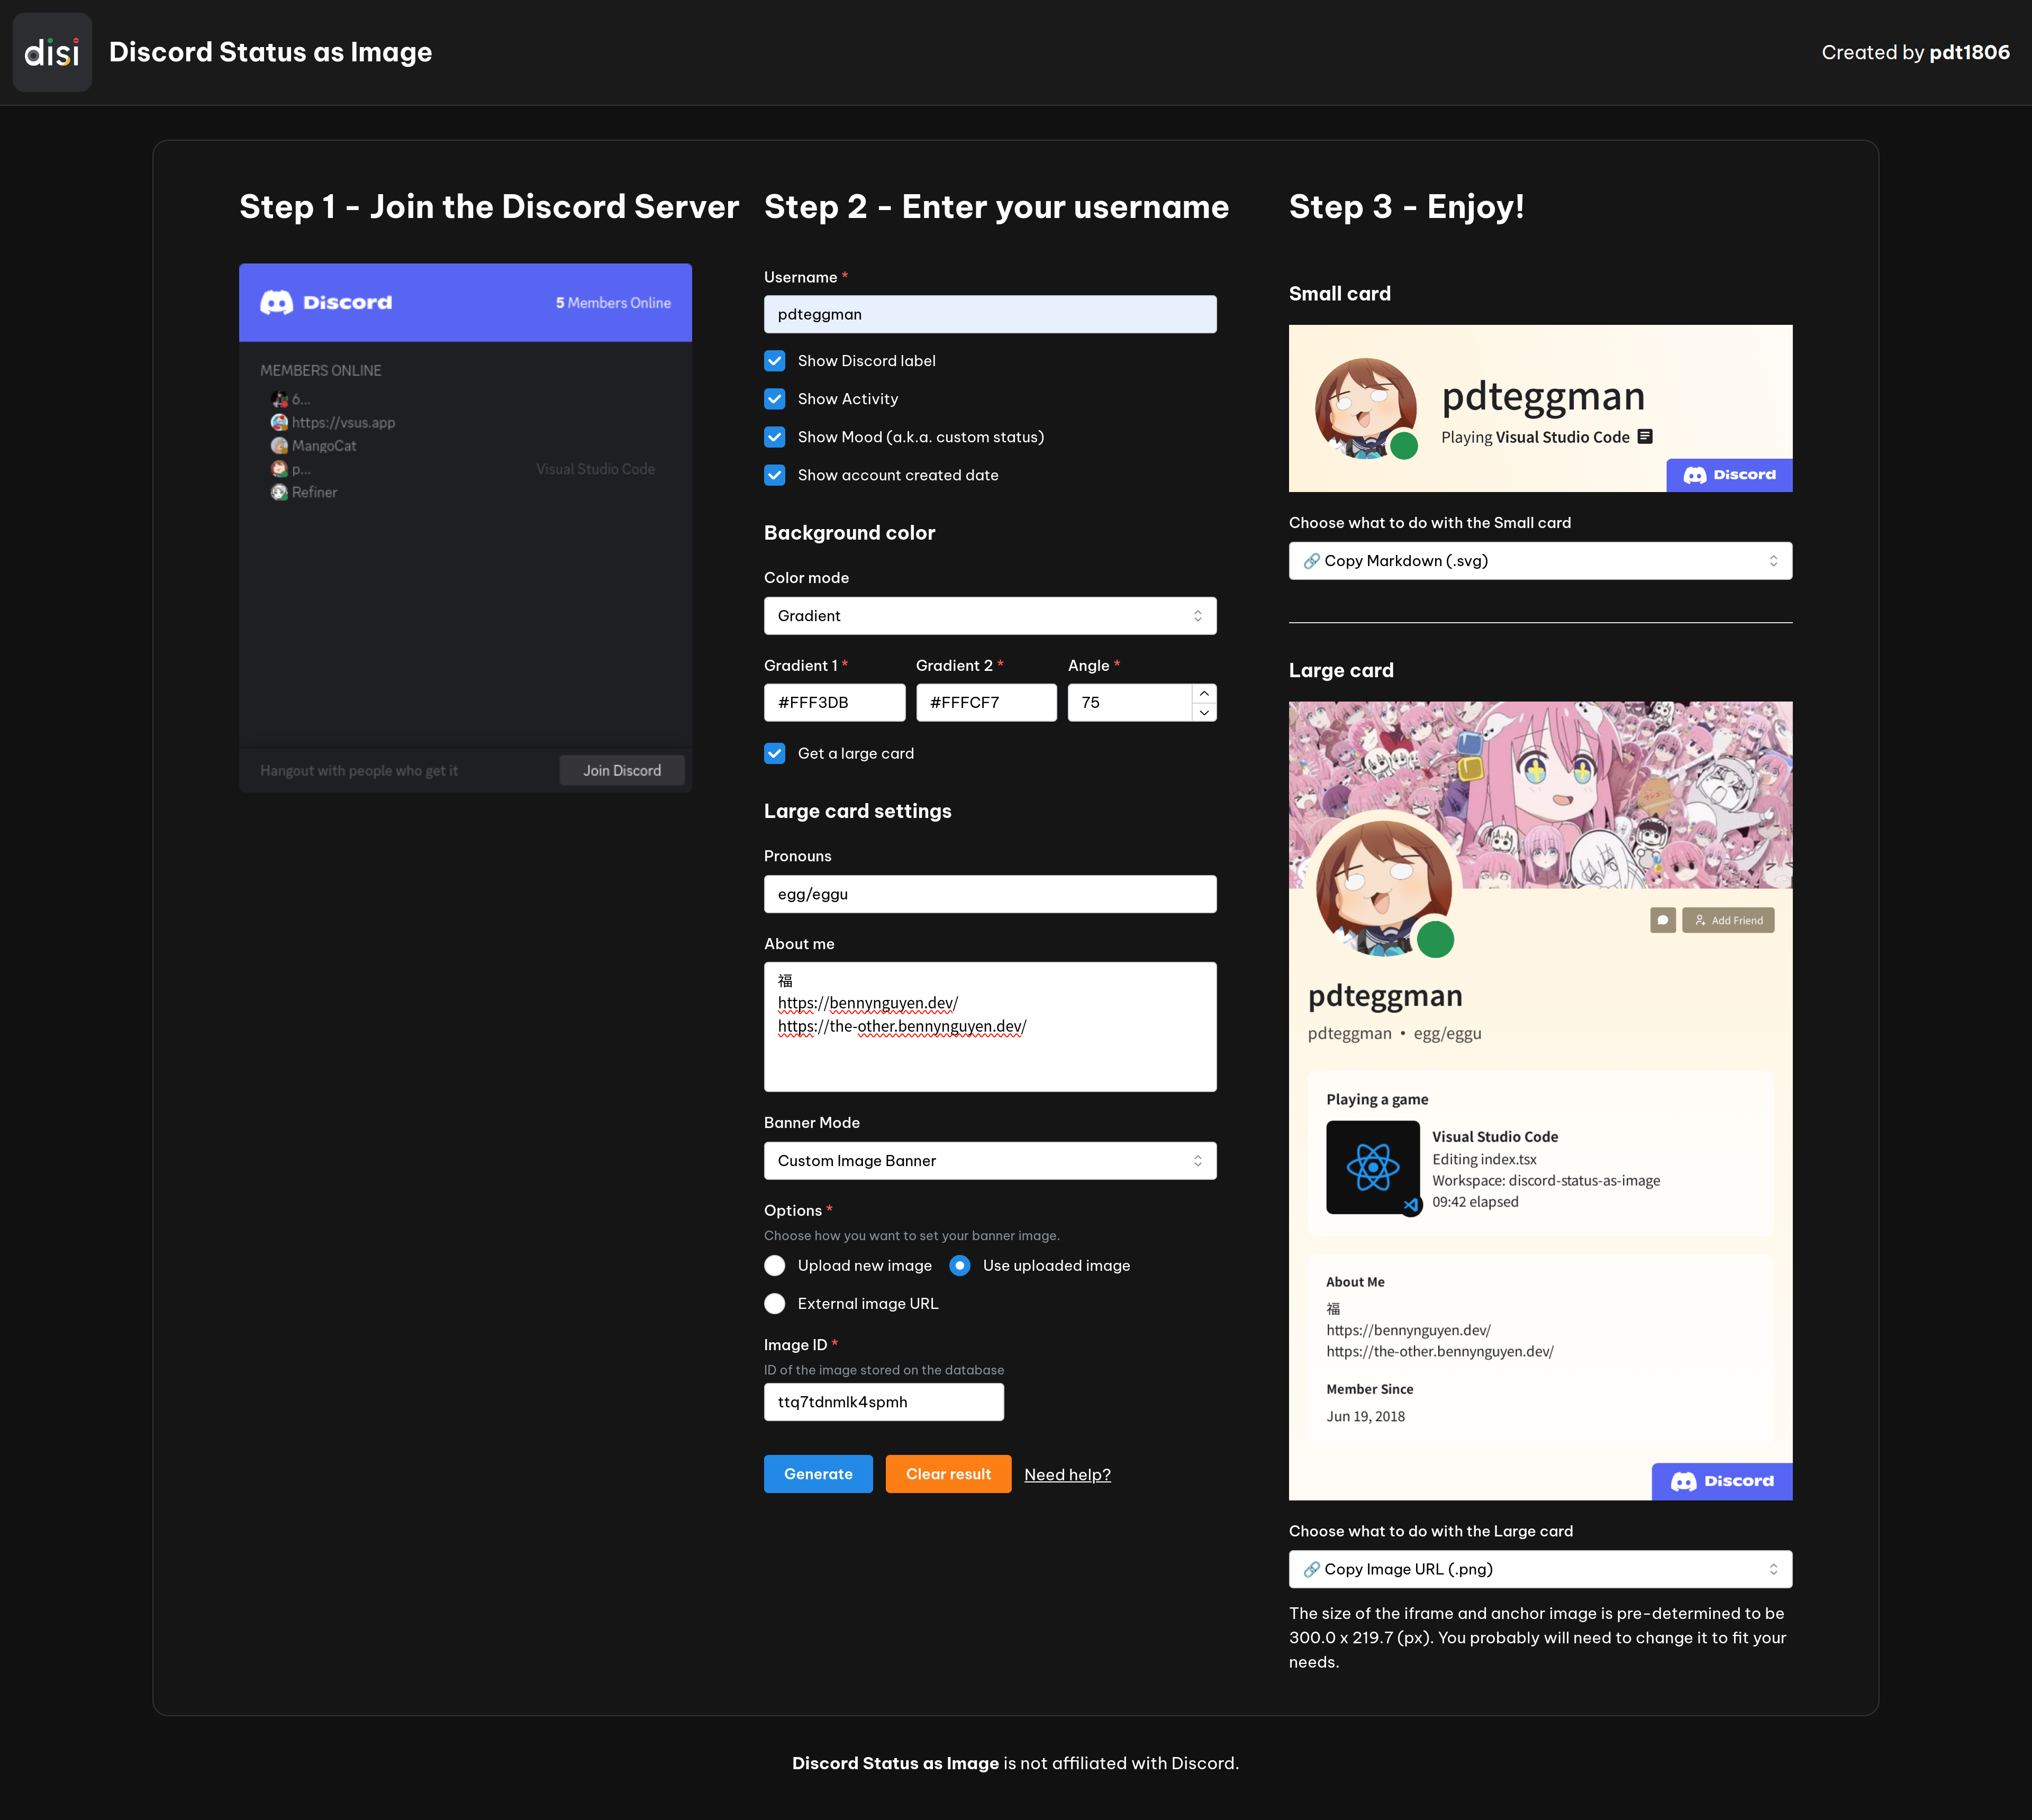 disi
Discord Status as Image
Created by pdt1806
Step 1 - Join the Discord Server
Discord
5 Members Online
MEMBERS ONLINE
6...
https://vsus.app
MangoCat
p...
Visual Studio Code
Refiner
Hangout with people who get it
Join Discord
Step 2 - Enter your username
Username *
pdteggman
Show Discord label
Show Activity
Show Mood (a.k.a. custom status)
Show account created date
Background color
Color mode
Gradient
Gradient 1 *
Gradient 2 *
Angle *
#FFF3DB
#FFFCF7
75
Get a large card
Large card settings
Pronouns
egg/eggu
About me
福
https://bennynguyen.dev/
https://the-other.bennynguyen.dev/
Banner Mode
Custom Image Banner
Options *
Choose how you want to set your banner image.
Upload new image
Use uploaded image
External image URL
Image ID *
ID of the image stored on the database
ttq7tdnmlk4spmh
Generate
Clear result
Need help?
Step 3 - Enjoy!
Small card
pdteggman
Playing Visual Studio Code
Discord
Choose what to do with the Small card
Copy Markdown (.svg)
Large card
Add Friend
pdteggman
pdteggman • egg/eggu
Playing a game
Visual Studio Code
Editing index.tsx
Workspace: discord-status-as-image
09:42 elapsed
About Me
福
https://bennynguyen.dev/
https://the-other.bennynguyen.dev/
Member Since
Jun 19, 2018
Discord
Choose what to do with the Large card
Copy Image URL (.png)
The size of the iframe and anchor image is pre-determined to be
300.0 x 219.7 (px). You probably will need to change it to fit your
needs.
Discord Status as Image is not affiliated with Discord.